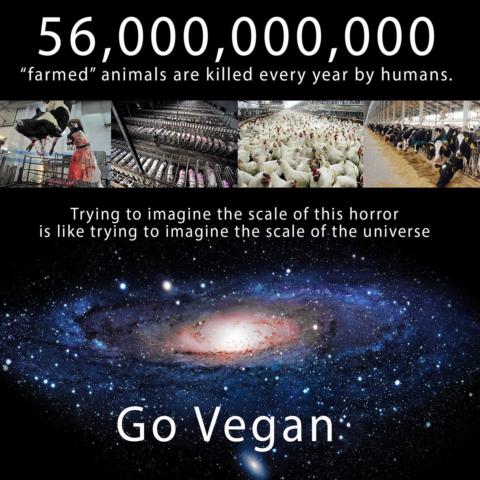 56,000,000,000
“farmed” animals are killed every year by humans.
Trying to imagine the scale of this horror
is like trying to imagine the scale of the universe
Go Vegan